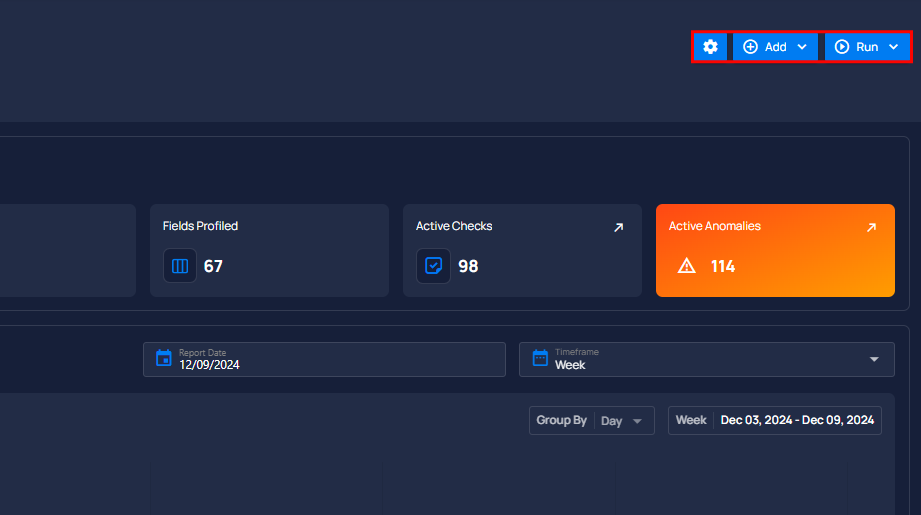 Add
Run
Fields Profiled
67
Active Checks
98
Active Anomalies
114
Report Date
12/09/2024
Timeframe
Week
Group By Day
Week Dec 03, 2024 - Dec 09, 2024